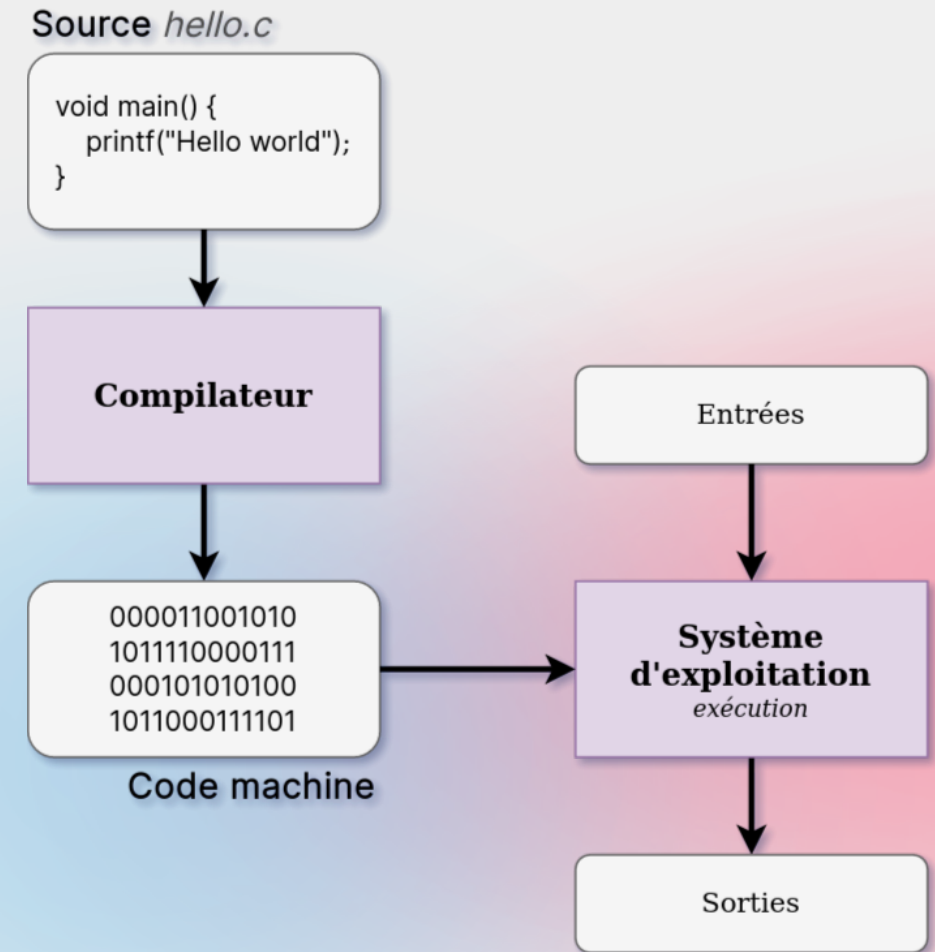 Source hello.c
void main() {
printf("Hello world");
}
Compilateur
000011001010
1011110000111
000101010100
1011000111101
Code machine
Entrées
Système
d'exploitation
exécution
Sorties